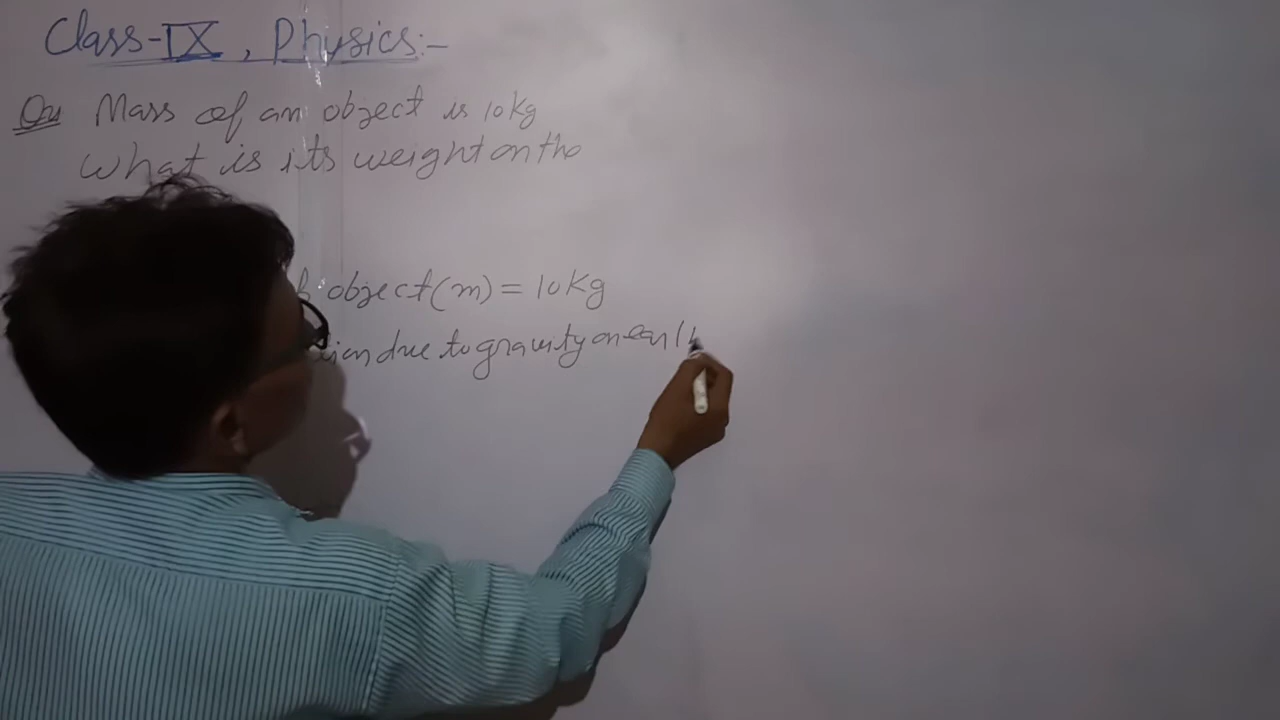 Class-IX, Physics:-
Qu Mass of an object is 10kg
What is its weight on the
object(m) = 10kg
due to gravity on